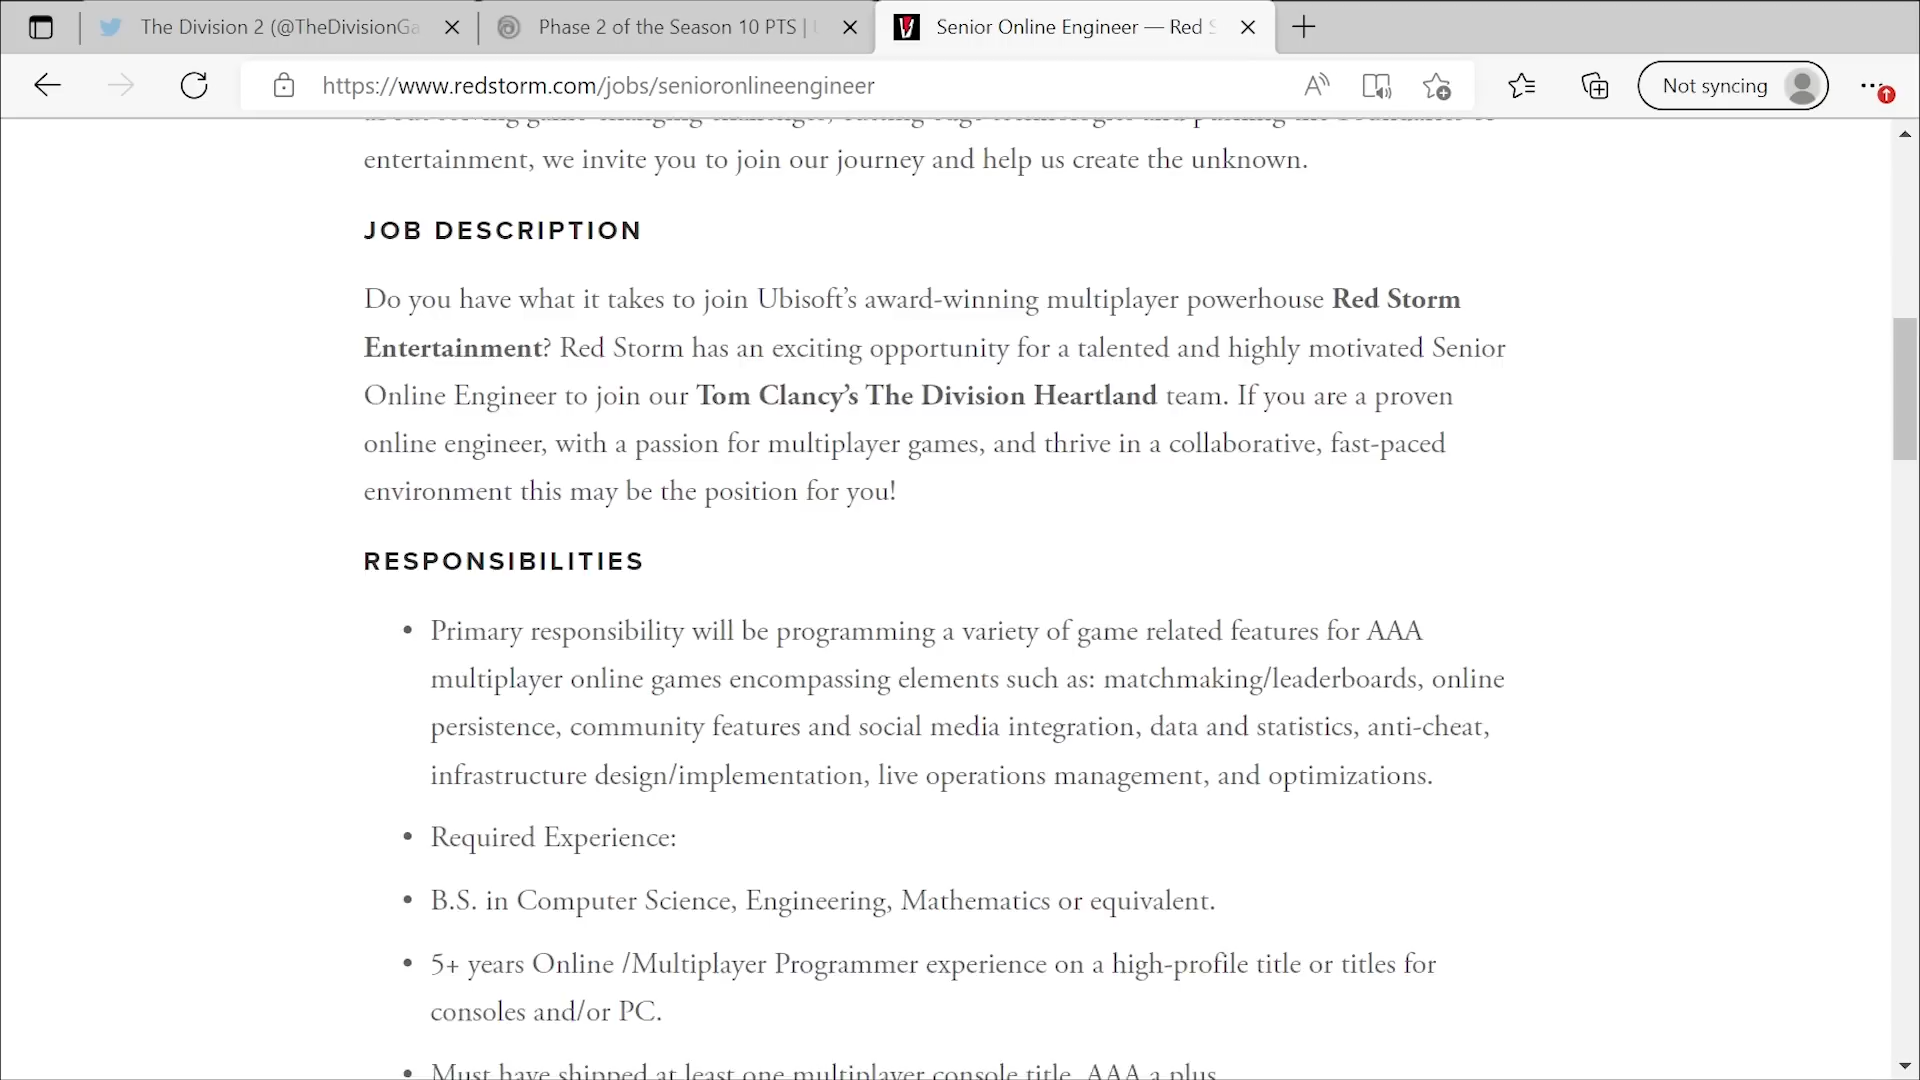 The Division 2 (@TheDivisionGa
Phase 2 of the Season 10 PTS |
Senior Online Engineer — Red S
https://www.redstorm.com/jobs/senioronlineengineer
Not syncing
entertainment, we invite you to join our journey and help us create the unknown.
JOB DESCRIPTION
Do you have what it takes to join Ubisoft’s award-winning multiplayer powerhouse Red Storm
Entertainment? Red Storm has an exciting opportunity for a talented and highly motivated Senior
Online Engineer to join our Tom Clancy’s The Division Heartland team. If you are a proven
online engineer, with a passion for multiplayer games, and thrive in a collaborative, fast-paced
environment this may be the position for you!
RESPONSIBILITIES
• Primary responsibility will be programming a variety of game related features for AAA
multiplayer online games encompassing elements such as: matchmaking/leaderboards, online
persistence, community features and social media integration, data and statistics, anti-cheat,
infrastructure design/implementation, live operations management, and optimizations.
• Required Experience:
• B.S. in Computer Science, Engineering, Mathematics or equivalent.
• 5+ years Online /Multiplayer Programmer experience on a high-profile title or titles for
consoles and/or PC.
• Must have shipped at least one multiplayer console title, AAA a plus